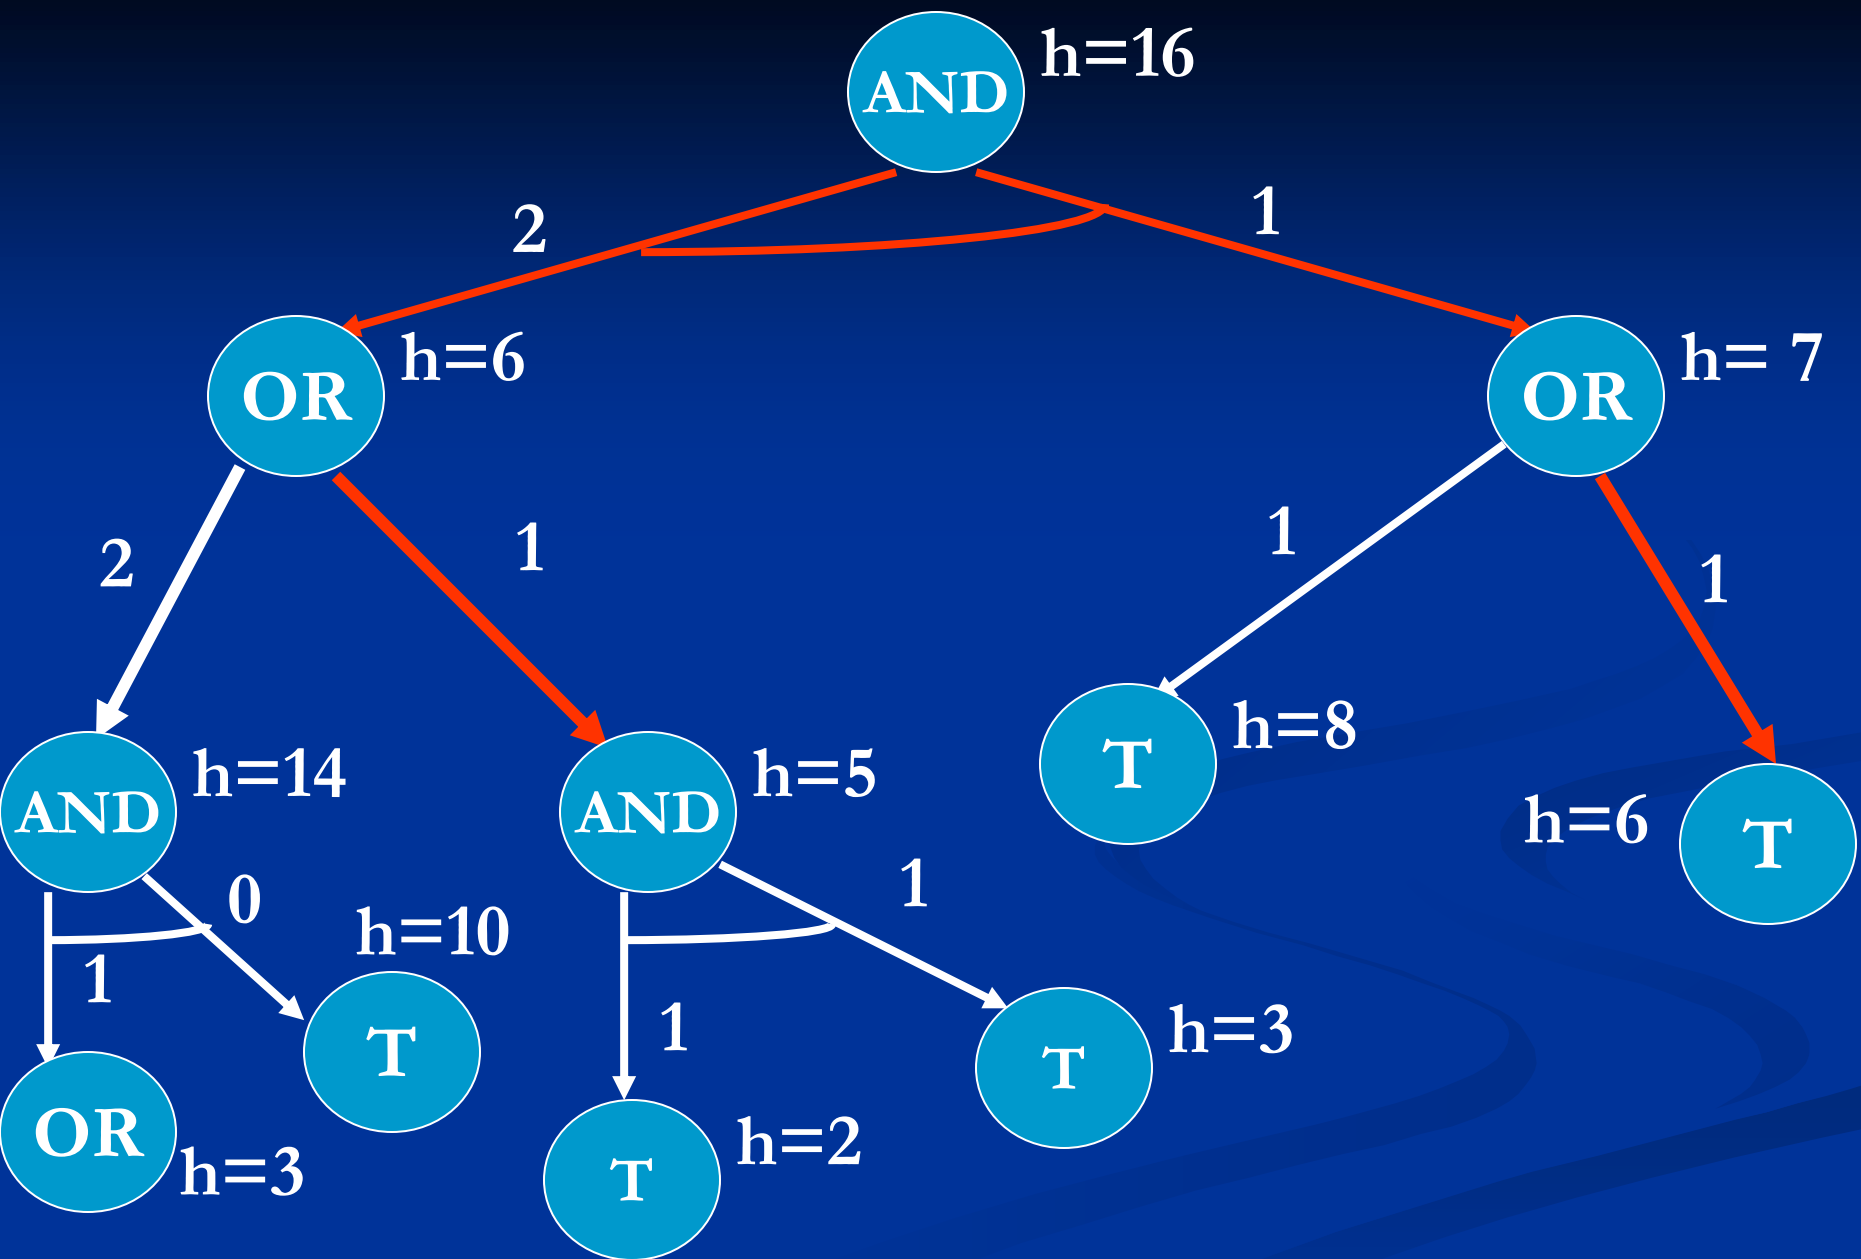 AND h=16
2 1
OR h=6 OR h= 7
2 1 1 1
AND h=14 AND h=5 T h=8
h=6 T
0 h=10 1
1 T 1 T h=3
OR h=3 T h=2